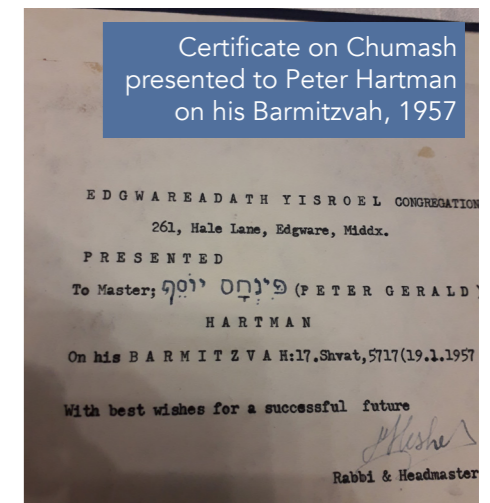 Certificate on Chumash
presented to Peter Hartman
on his Barmitzvah, 1957
EDGWAREADATH YISROEL CONGREGATION
261, Hale Lane, Edgware, Middx.
PRESENTED
To Master; פִּינְחָס יוֹסֵף (PETER GERALD)
HARTMAN
On his BARMITZVAH:17.Shvat,5717(19.1.1957
With best wishes for a successful future
Rabbi & Headmaster